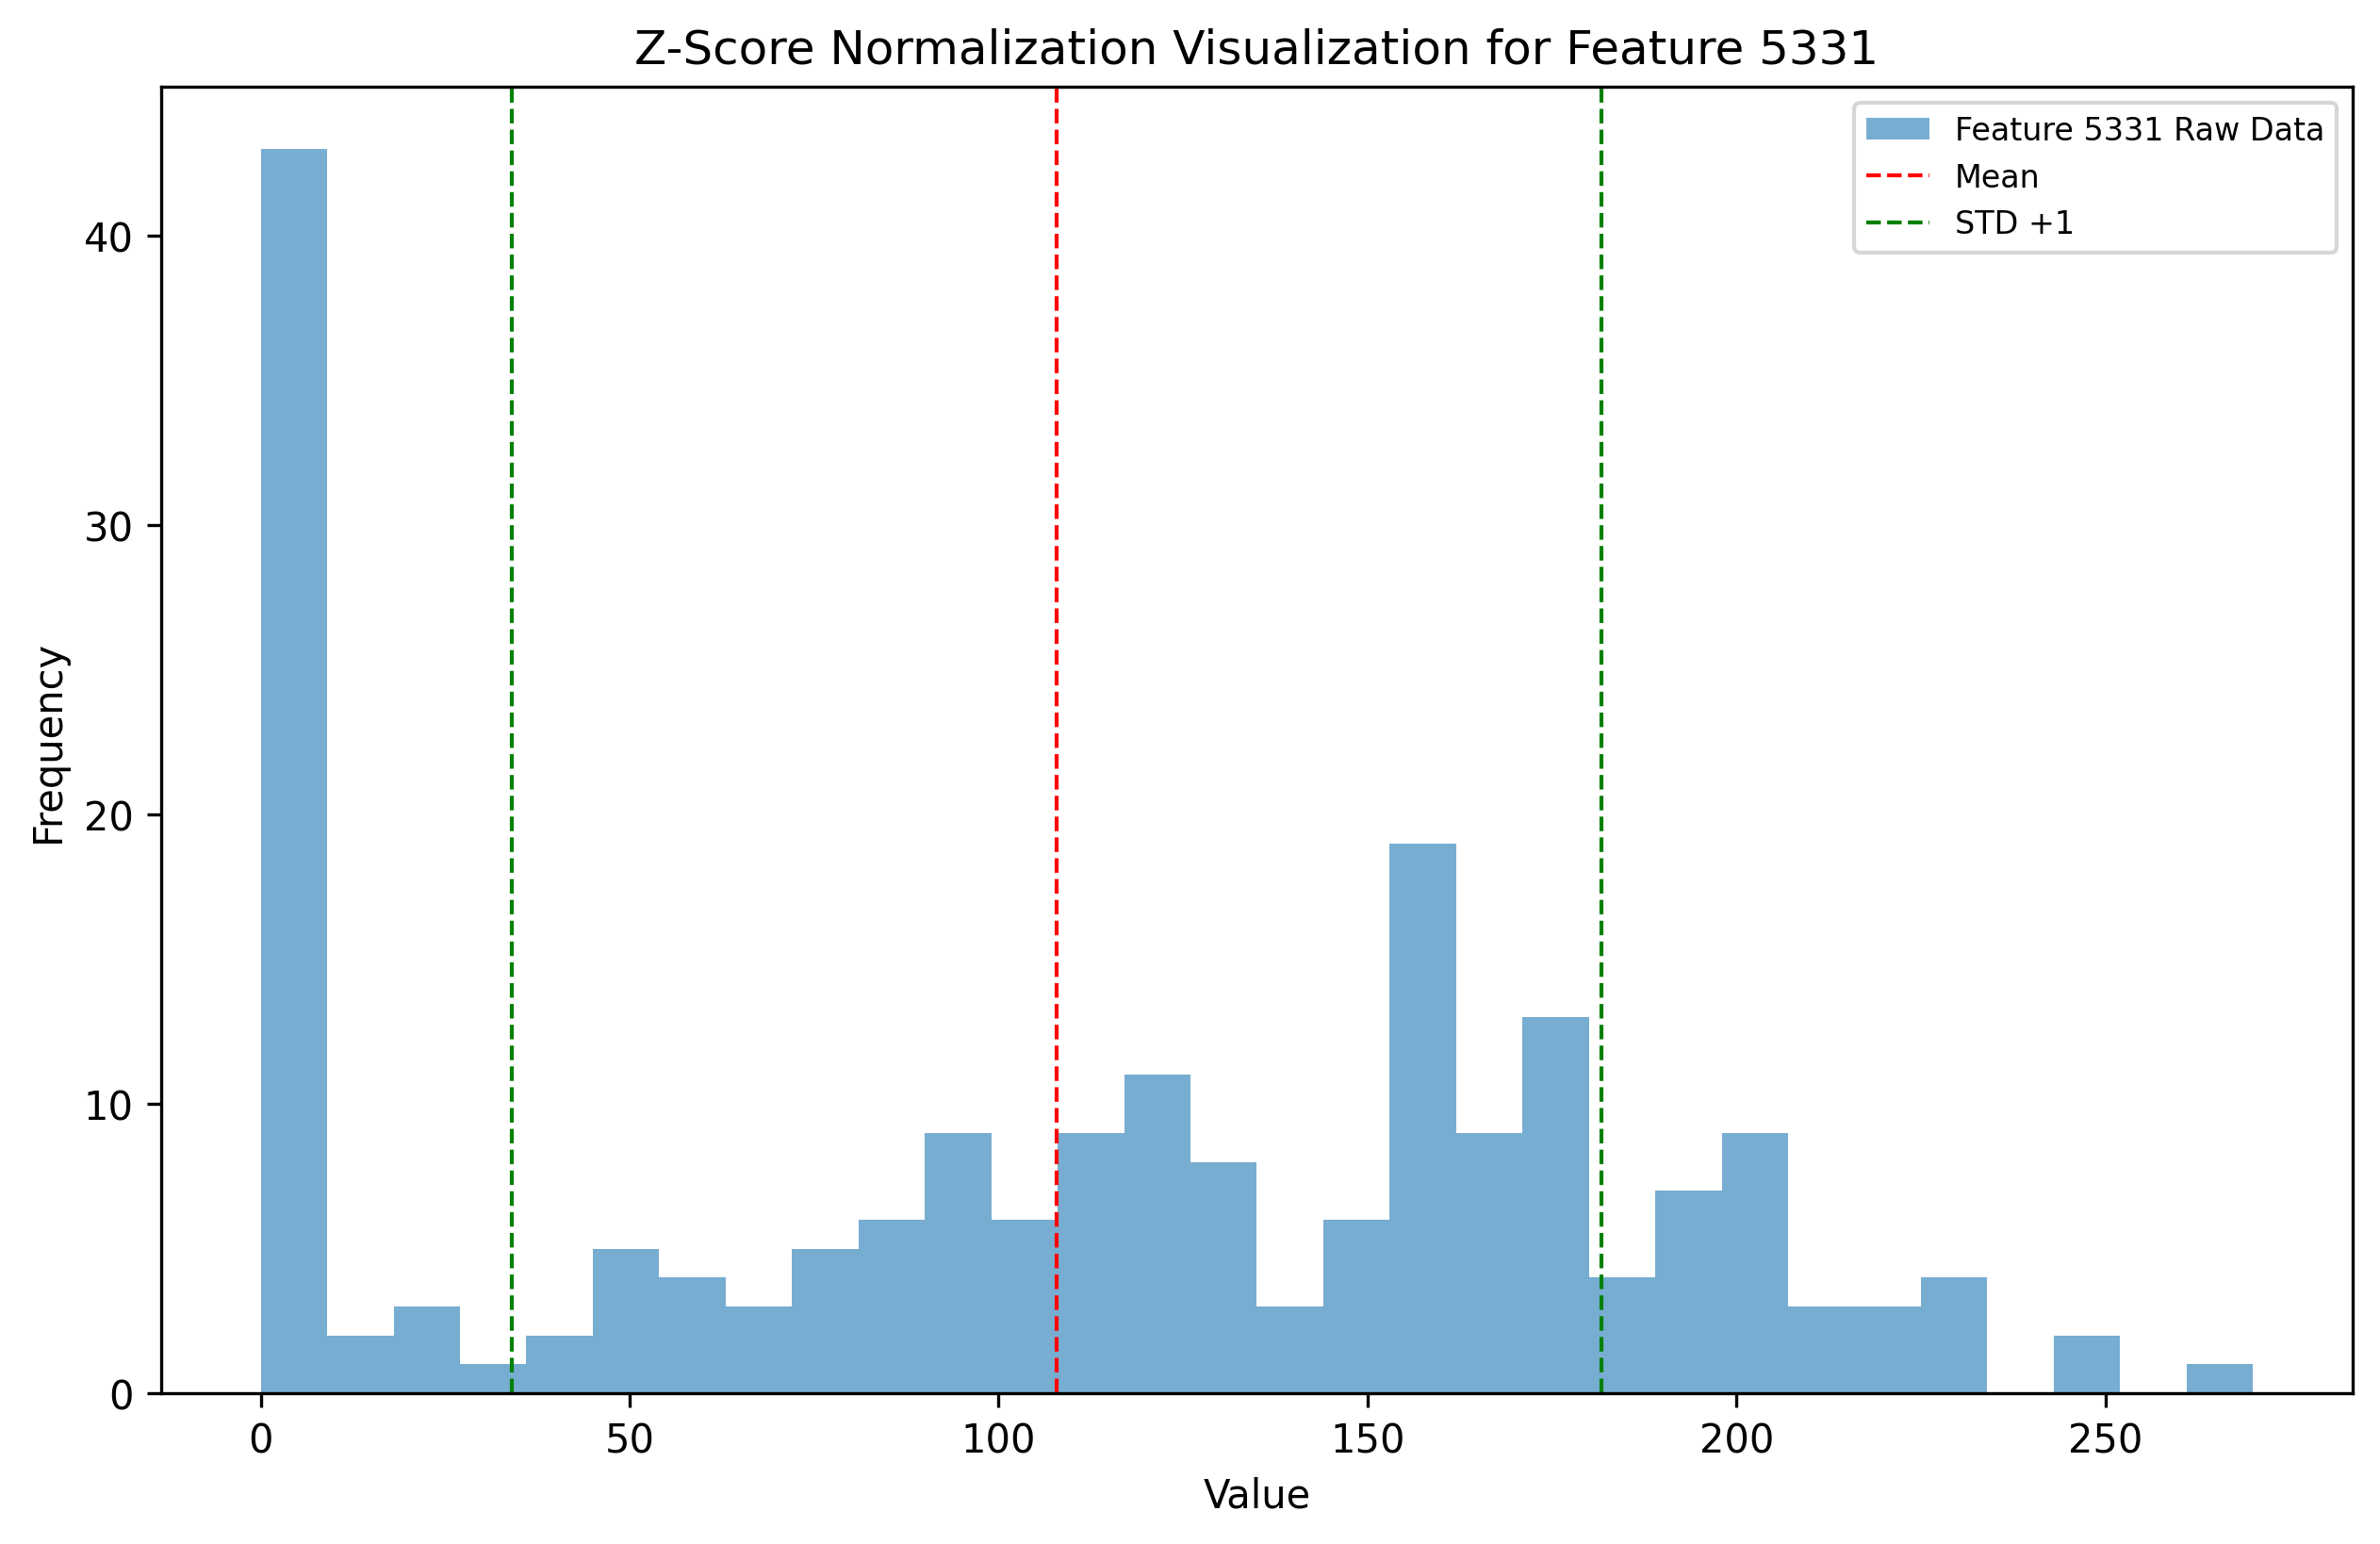 Z-Score Normalization Visualization for Feature 5331
Feature 5331 Raw Data
Mean
STD +1
Frequency
40
30
20
10
0
0 50 100 150 200 250
Value